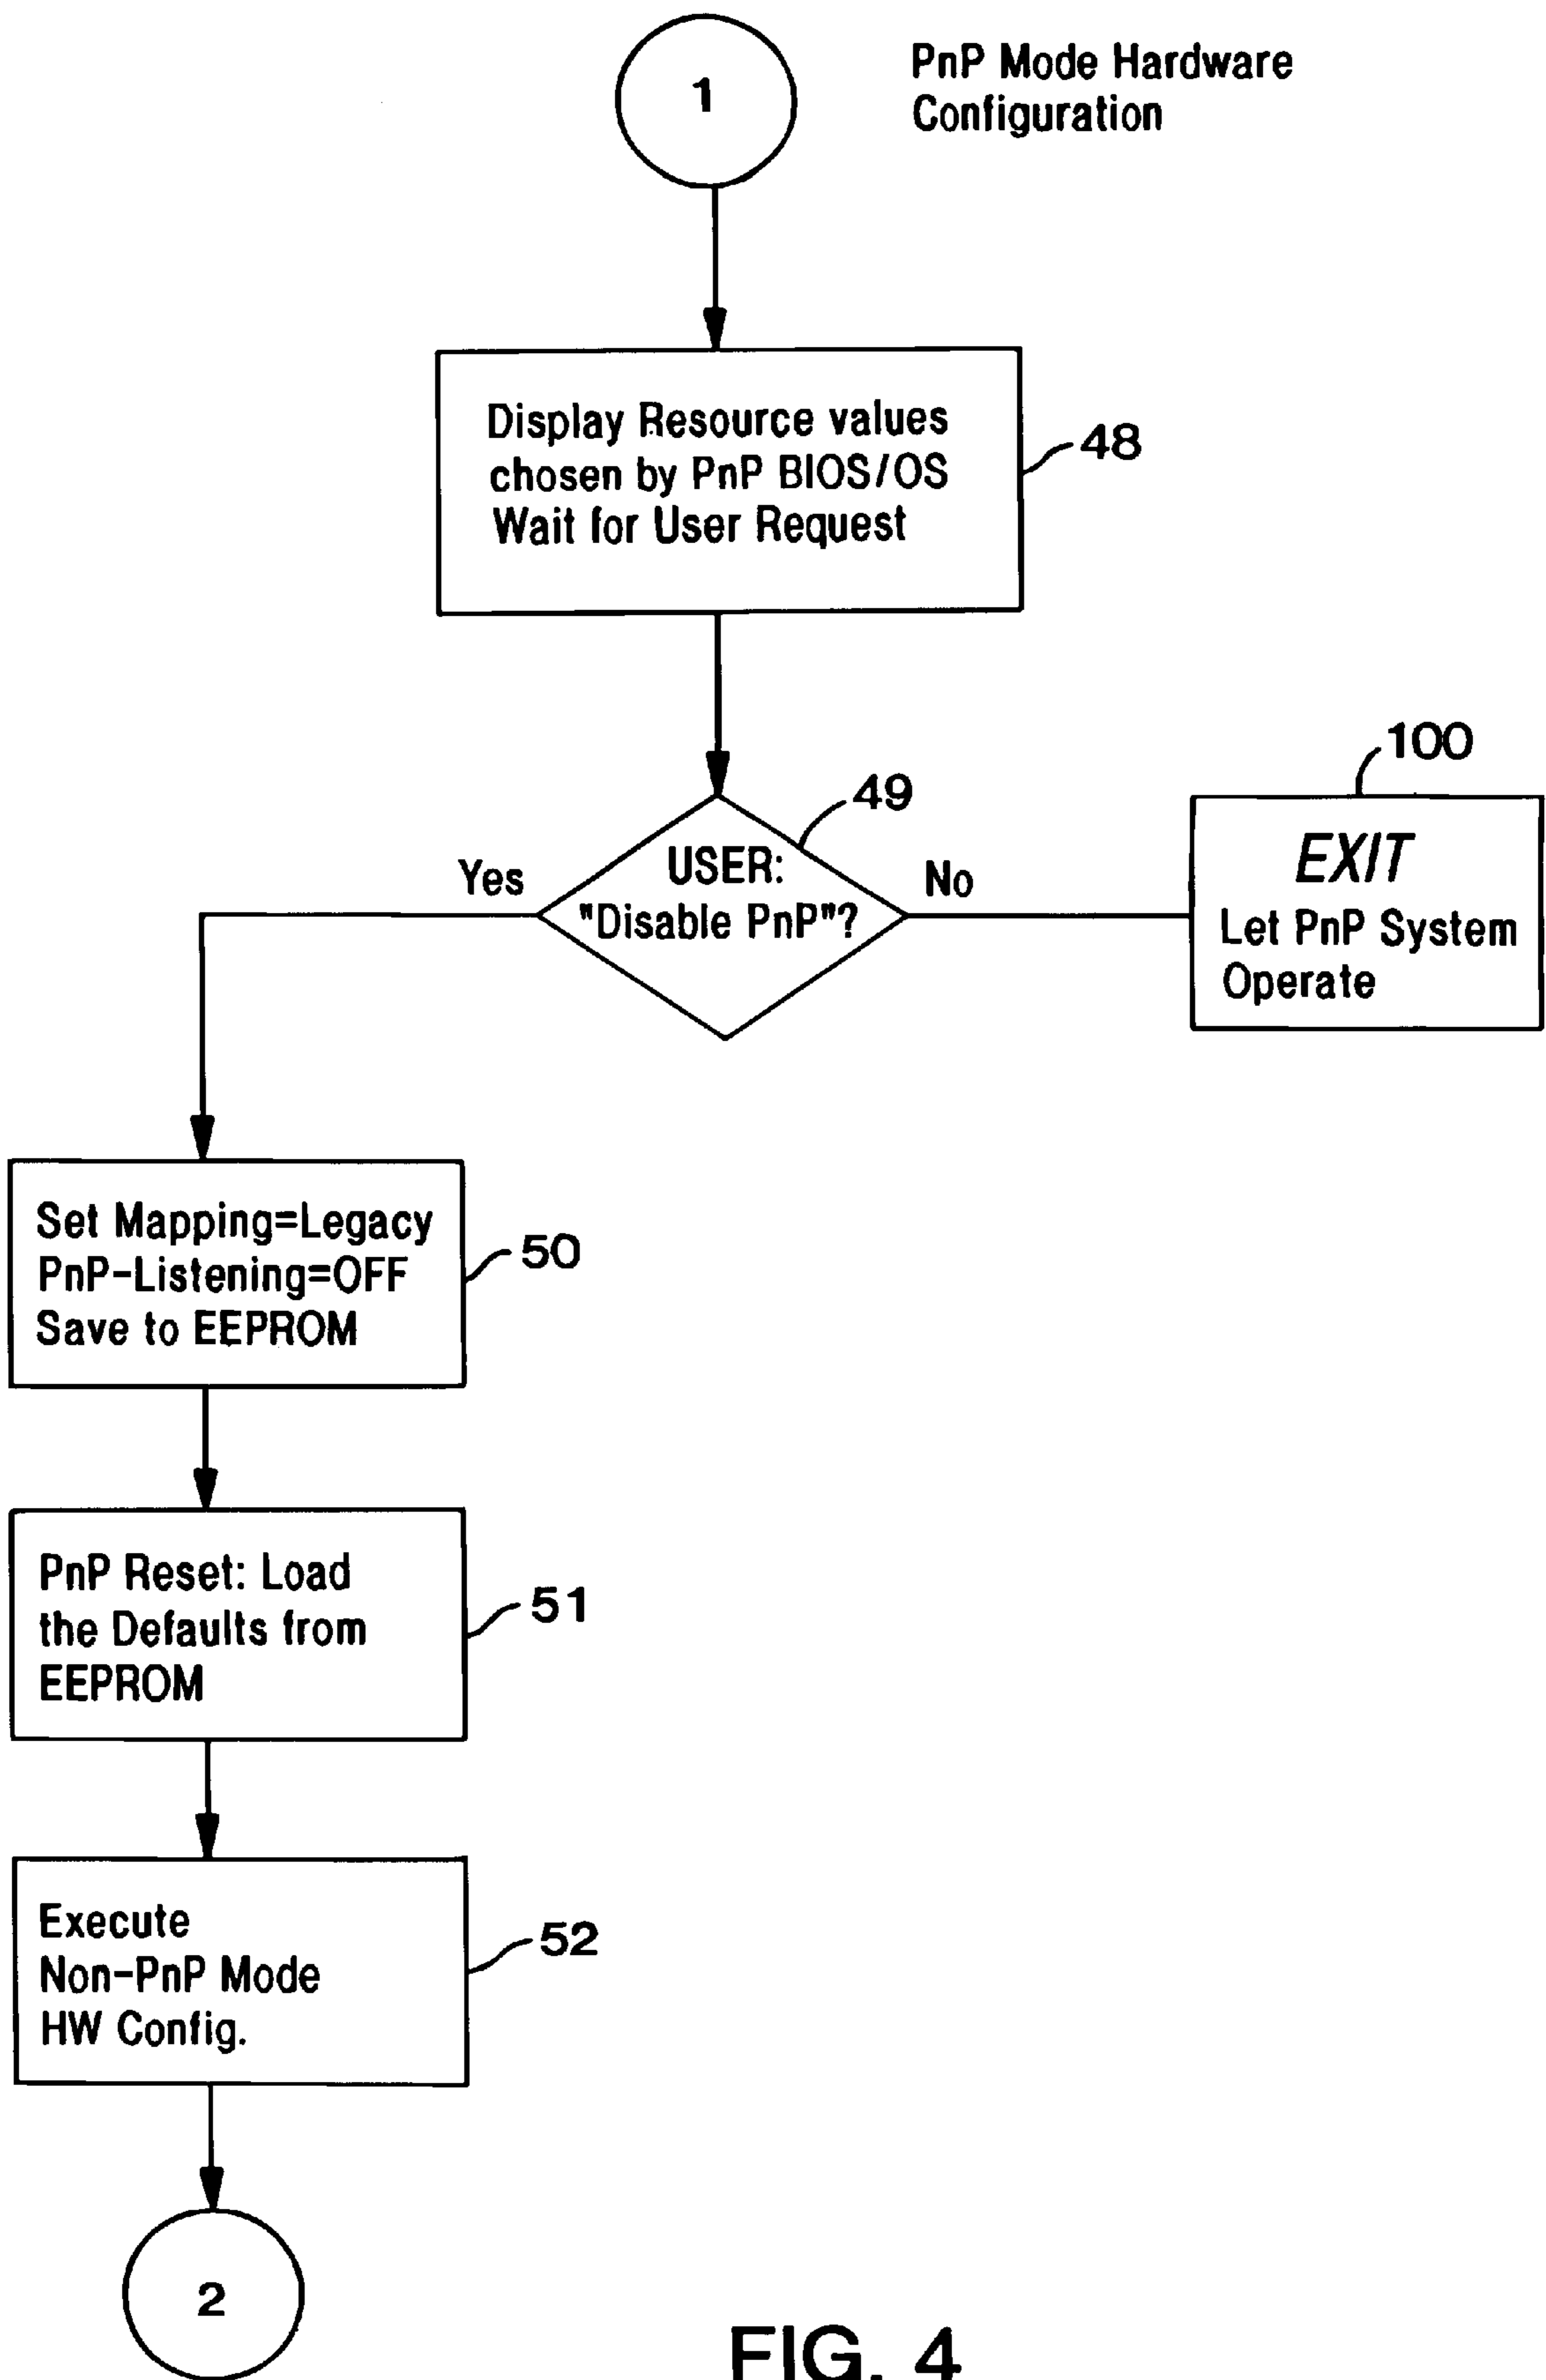 1
PnP Mode Hardware
Configuration
Display Resource values
chosen by PnP BIOS/OS
Wait for User Request
48
49
100
Yes
USER:
"Disable PnP"?
No
EXIT
Let PnP System
Operate
Set Mapping=Legacy
PnP-Listening=OFF
Save to EEPROM
50
PnP Reset: Load
the Defaults from
EEPROM
51
Execute
Non-PnP Mode
HW Config.
52
2
FIG. 4